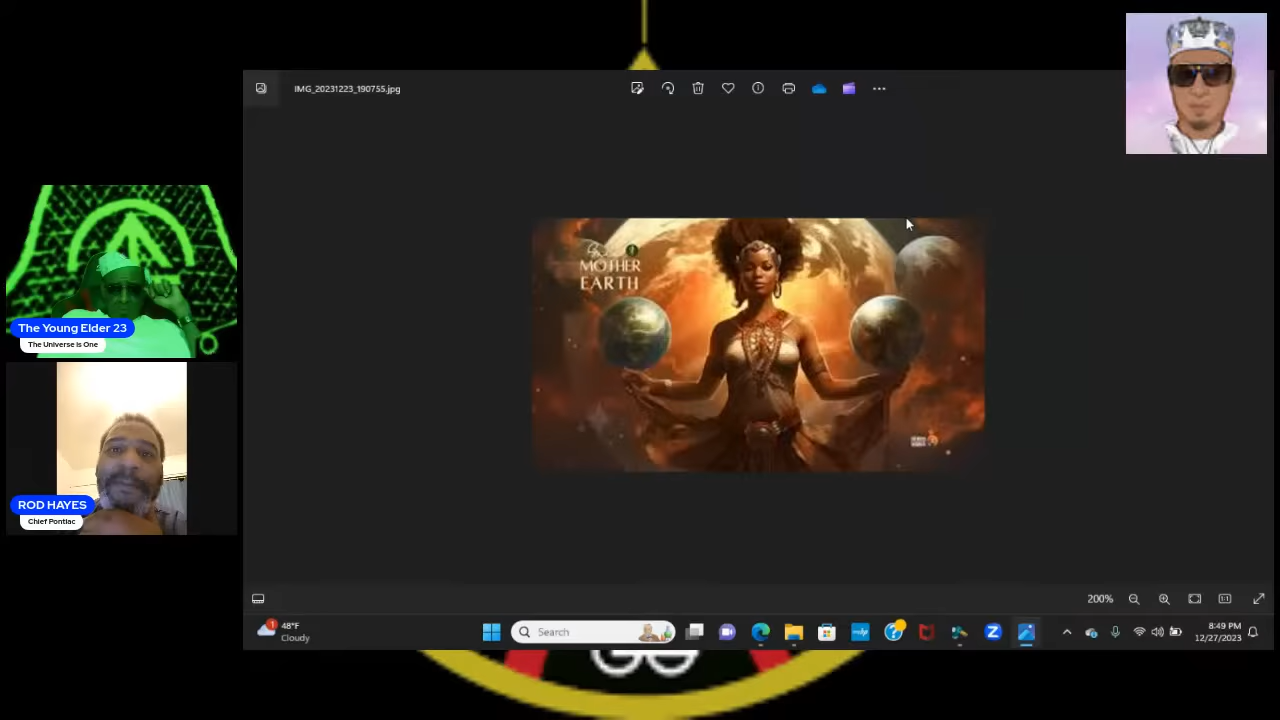 IMG_20231223_190755.jpg
MOTHER
EARTH
The Young Elder 23
The Universe is One
ROD HAYES
Chief Pontiac
200%
1
48°F
Cloudy
Search
8:49 PM
12/27/2023